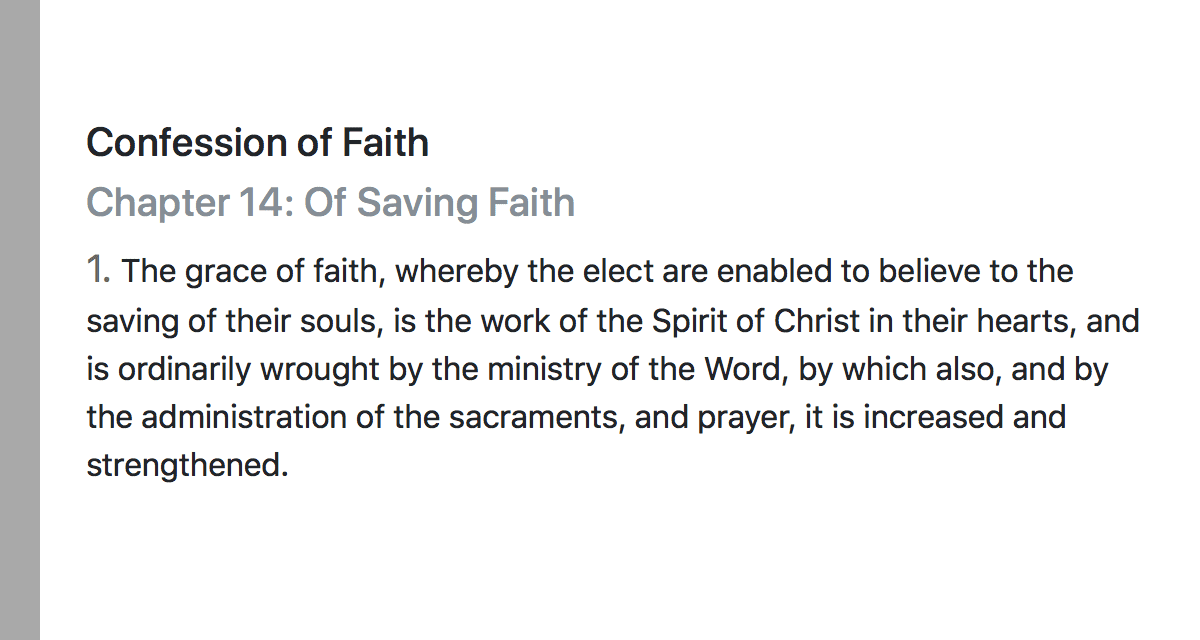 Confession of Faith
Chapter 14: Of Saving Faith
1. The grace of faith, whereby the elect are enabled to believe to the
saving of their souls, is the work of the Spirit of Christ in their hearts, and
is ordinarily wrought by the ministry of the Word, by which also, and by
the administration of the sacraments, and prayer, it is increased and
strengthened.